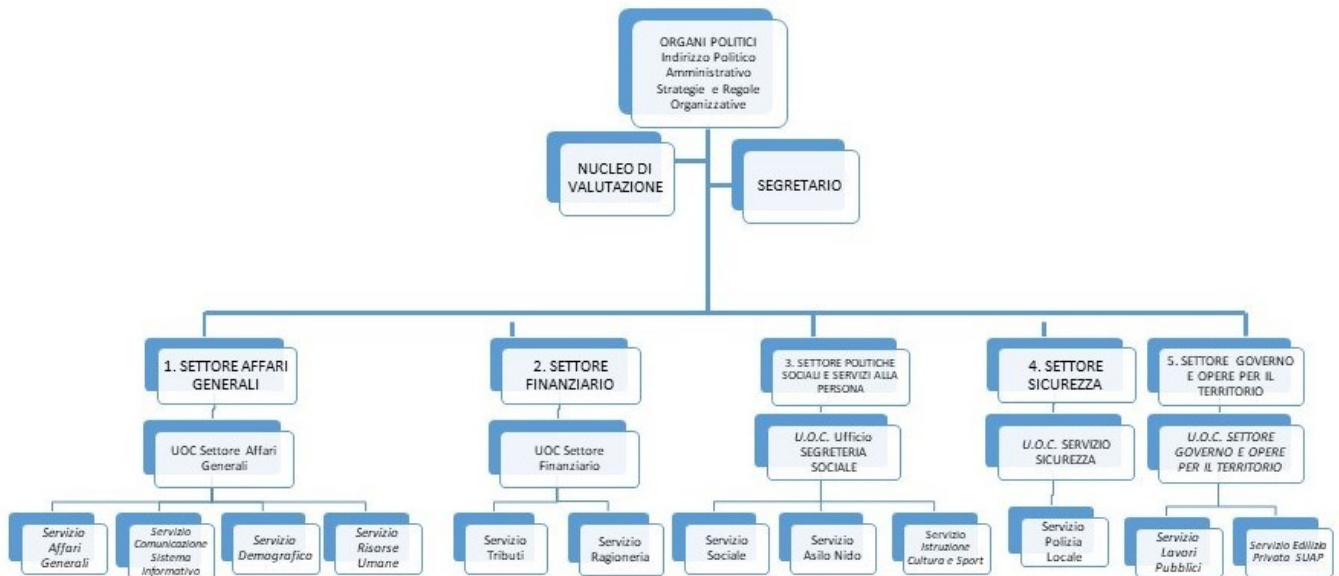 ORGANI POLITICI
Indirizzo Politico
Amministrativo
Strategie e Regole
Organizzative
NUCLEO DI
VALUTAZIONE
SEGRETARIO
1. SETTORE AFFARI
GENERALI
2. SETTORE
FINANZIARIO
3. SETTORE POLITICHE
SOCIALI E SERVIZI ALLA
PERSONA
4. SETTORE
SICUREZZA
5. SETTORE GOVERNO
E OPERE PER IL
TERRITORIO
UOC Settore Affari
Generali
UOC Settore
Finanziario
U.O.C. Ufficio
SEGRETERIA
SOCIALE
U.O.C. SERVIZIO
SICUREZZA
U.O.C. SETTORE
GOVERNO E OPERE
PER IL TERRITORIO
Servizio
Affari
Generali
Servizio
Comunicazione
Sistema
Informativo
Servizio
Demografico
Servizio
Risorse
Umane
Servizio
Tributi
Servizio
Ragioneria
Servizio
Sociale
Servizio
Asilo Nido
Servizio
Istruzione
Cultura e Sport
Servizio
Polizia
Locale
Servizio
Lavori
Pubblici
Servizio Edilizia
Privata SUAP